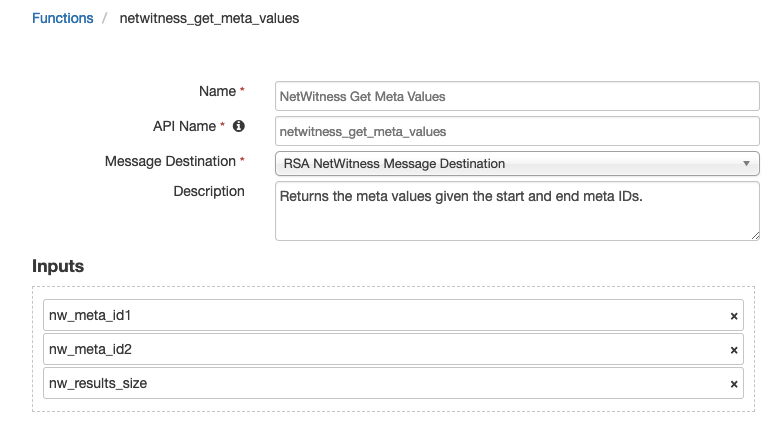 Functions / netwitness_get_meta_values
Name *
NetWitness Get Meta Values
API Name *
netwitness_get_meta_values
Message Destination *
RSA NetWitness Message Destination
Description
Returns the meta values given the start and end meta IDs.
Inputs
nw_meta_id1 ×
nw_meta_id2 ×
nw_results_size ×